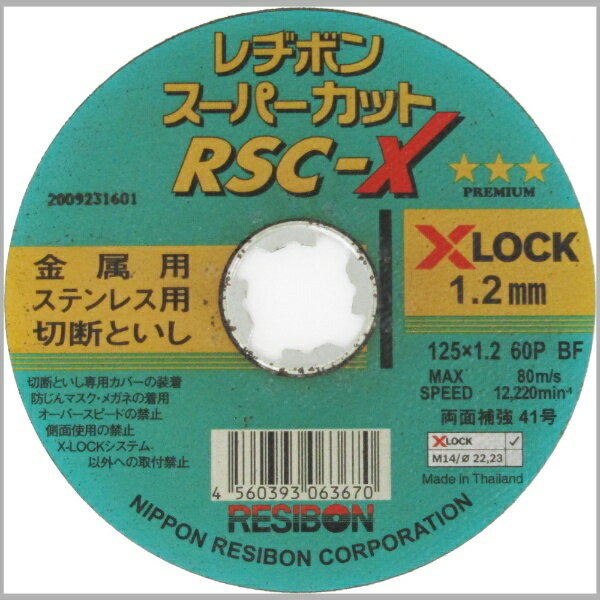 レヂボン
スーパーカット
RSC-X
PREMIUM
2009231601
金属用
ステンレス用
切断といし
X LOCK
1.2mm
125×1.2 60P BF
MAX SPEED 80m/s
12,220min⁻¹
両面補強 41号
切断といし専用カバーの装着
防じんマスク・メガネの着用
オーバースピードの禁止
側面使用の禁止
X-LOCKシステム
以外への取付禁止
X LOCK ✓
M14/Ø 22,23
Made in Thailand
4 560393 063670
RESIBON
NIPPON RESIBON CORPORATION